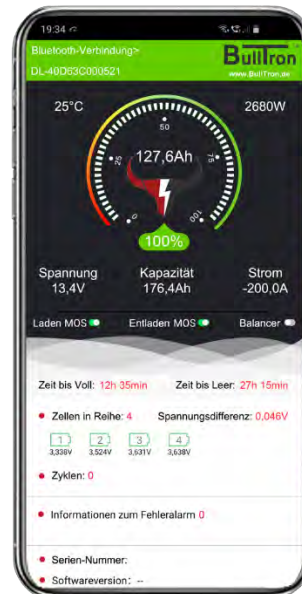 19:34
Bluetooth-Verbindung>
BullTron
DL-40D63C000521
www.BullTron.de
25°C
2680W
0
25
50
75
100
127,6Ah
100%
Spannung
Kapazität
Strom
13,4V
176,4Ah
-200,0A
Laden MOS
Entladen MOS
Balancer
Zeit bis Voll: 12h 35min
Zeit bis Leer: 27h 15min
Zellen in Reihe: 4
Spannungsdifferenz: 0,046V
1
2
3
4
3,338V
3,524V
3,631V
3,638V
Zyklen: 0
Informationen zum Fehleralarm 0
Serien-Nummer:
Softwareversion: --